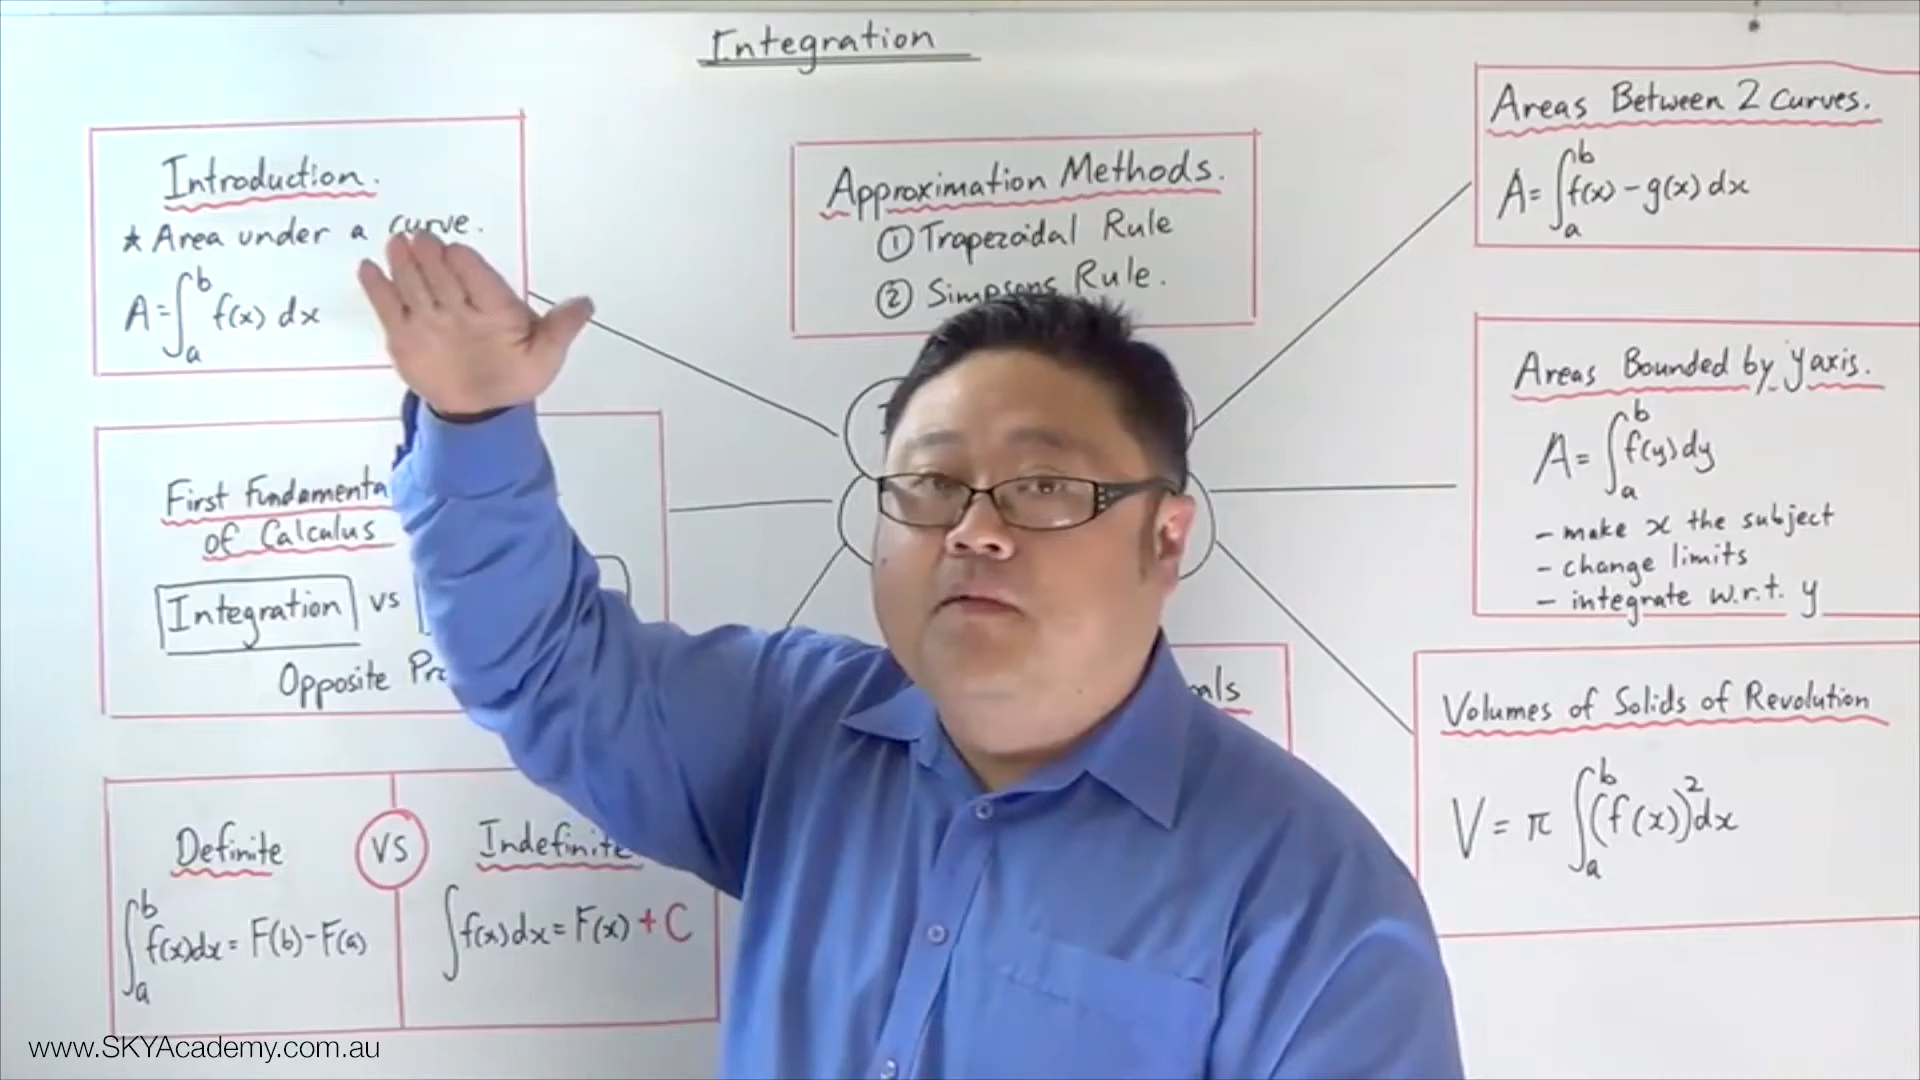 Integration
Introduction.
★ Area under a curve.
A=∫ₐᵇ f(x) dx
Approximation Methods.
① Trapezoidal Rule
② Simpsons Rule.
Areas Between 2 Curves.
A=∫ₐᵇ f(x) - g(x) dx
Areas Bounded by y axis.
A=∫ₐᵇ f(y) dy
- make x the subject
- change limits
- integrate w.r.t. y
First Fundamenta
of Calculus
Integration vs
Opposite Pro
Definite VS Indefinite
∫ₐᵇ f(x)dx = F(b)-F(a)
∫f(x)dx = F(x) + C
Volumes of Solids of Revolution
V = π ∫ₐᵇ (f(x))² dx
www.SKYAcademy.com.au